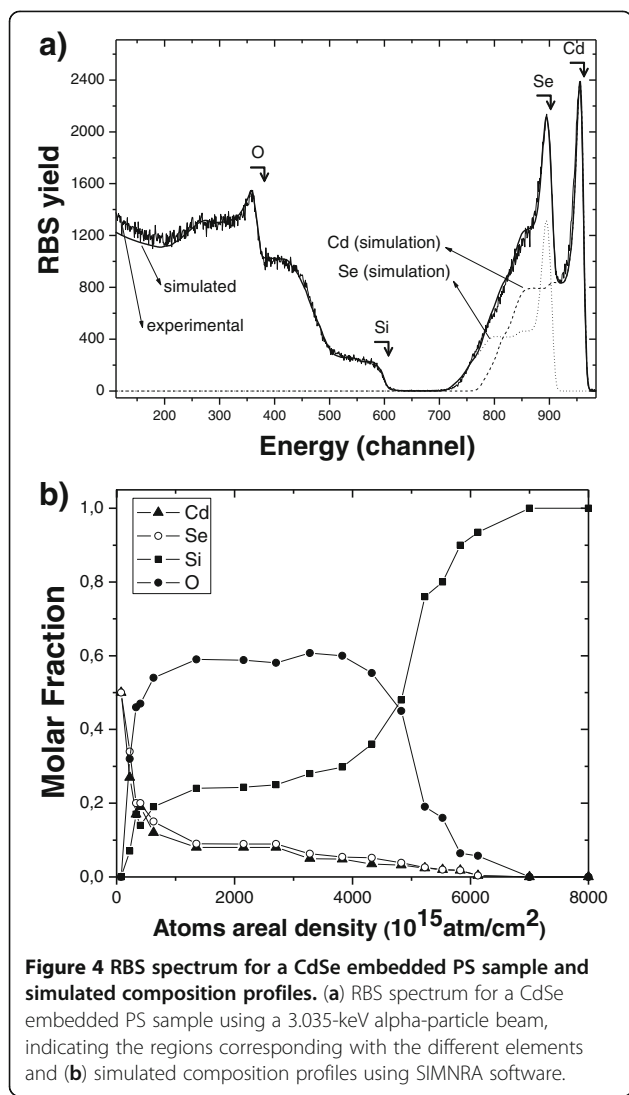 a)
RBS yield
2400
2000
1600
1200
800
400
0
O
Si
Se
Cd
Cd (simulation)
Se (simulation)
simulated
experimental
200 300 400 500 600 700 800 900
Energy (channel)
b)
Molar Fraction
1,0
0,8
0,6
0,4
0,2
0,0
Cd
Se
Si
O
0 2000 4000 6000 8000
Atoms areal density (10^15 atm/cm^2)
Figure 4 RBS spectrum for a CdSe embedded PS sample and
simulated composition profiles. (a) RBS spectrum for a CdSe
embedded PS sample using a 3.035-keV alpha-particle beam,
indicating the regions corresponding with the different elements
and (b) simulated composition profiles using SIMNRA software.